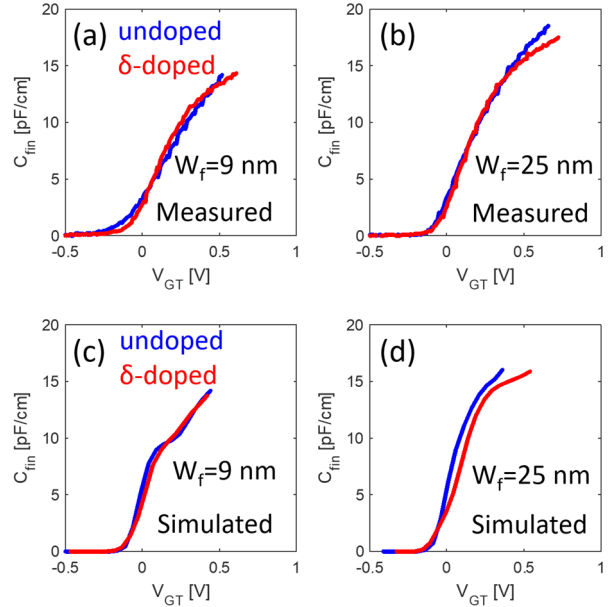 (a)
undoped
δ-doped
W_f=9 nm
Measured
C_fin [pF/cm]
20
15
10
5
0
-0.5
0
0.5
1
V_GT [V]
(b)
W_f=25 nm
Measured
C_fin [pF/cm]
20
15
10
5
0
-0.5
0
0.5
1
V_GT [V]
(c)
undoped
δ-doped
W_f=9 nm
Simulated
C_fin [pF/cm]
20
15
10
5
0
-0.5
0
0.5
1
V_GT [V]
(d)
W_f=25 nm
Simulated
C_fin [pF/cm]
20
15
10
5
0
-0.5
0
0.5
1
V_GT [V]